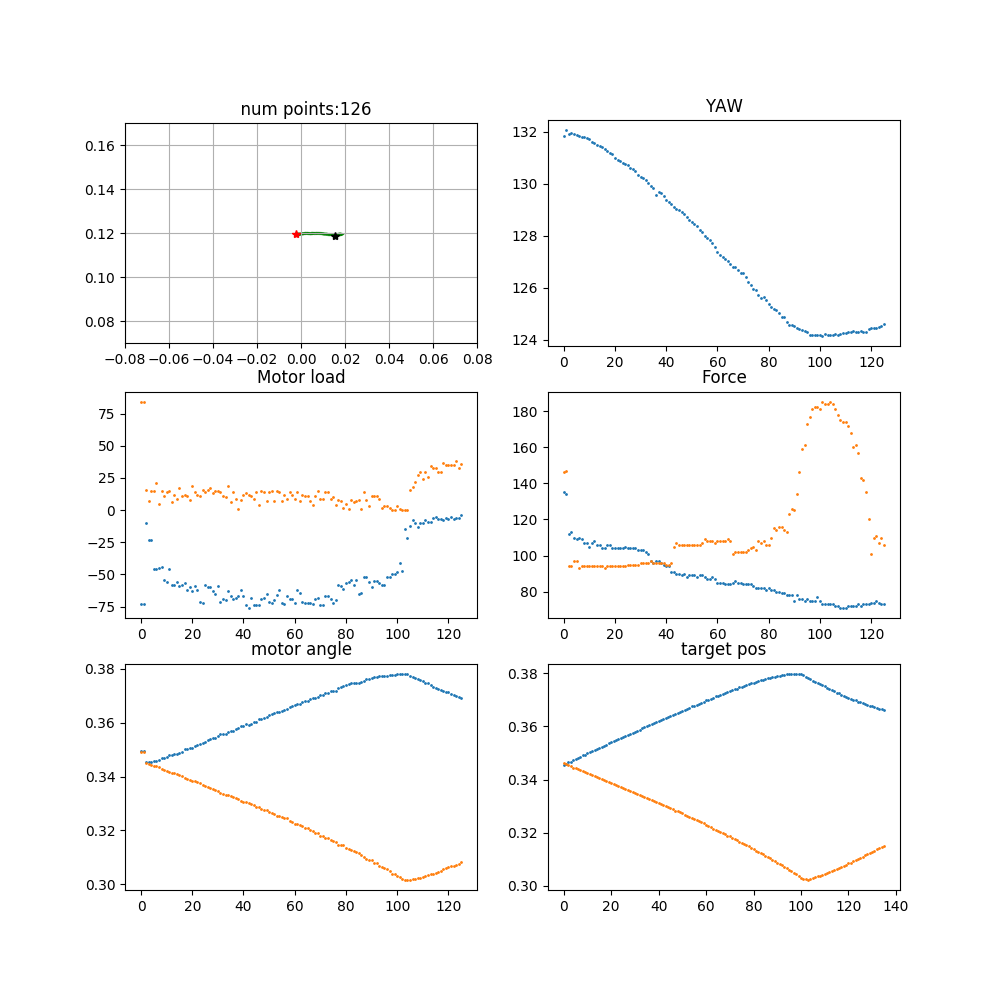 num points:126
0.16
0.14
0.12
0.10
0.08
−0.08 −0.06 −0.04 −0.02 0.00 0.02 0.04 0.06 0.08
YAW
132
130
128
126
124
0 20 40 60 80 100 120
Motor load
75
50
25
0
−25
−50
−75
0 20 40 60 80 100 120
Force
180
160
140
120
100
80
0 20 40 60 80 100 120
motor angle
0.38
0.36
0.34
0.32
0.30
0 20 40 60 80 100 120
target pos
0.38
0.36
0.34
0.32
0.30
0 20 40 60 80 100 120 140